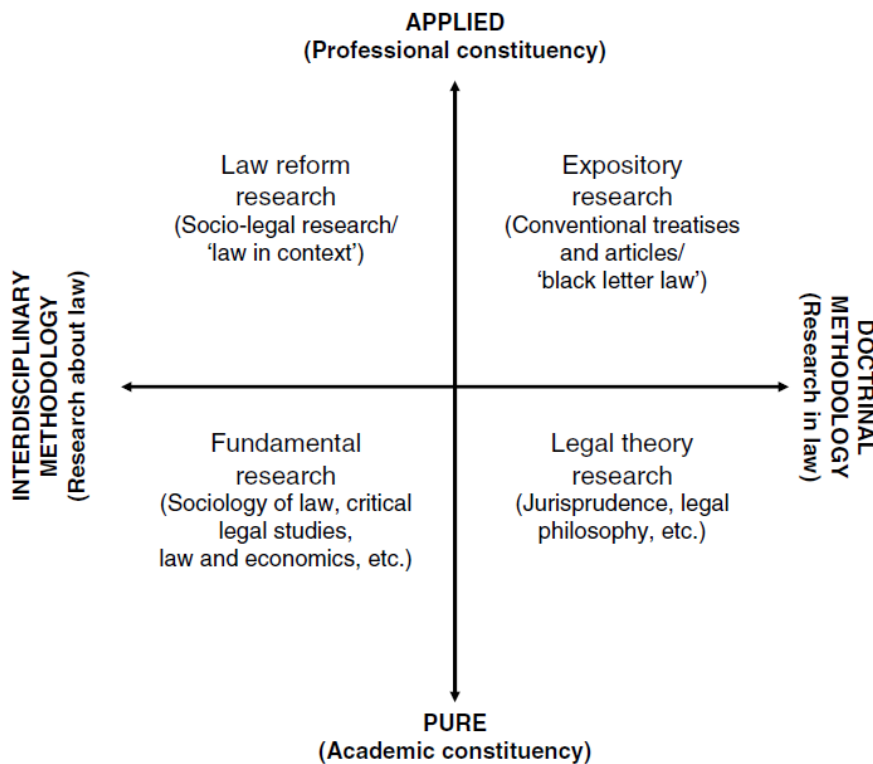 APPLIED
(Professional constituency)
Law reform
research
(Socio-legal research/
‘law in context’)
Expository
research
(Conventional treatises
and articles/
‘black letter law’)
INTERDISCIPLINARY
METHODOLOGY
(Research about law)
DOCTRINAL
METHODOLOGY
(Research in law)
Fundamental
research
(Sociology of law, critical
legal studies,
law and economics, etc.)
Legal theory
research
(Jurisprudence, legal
philosophy, etc.)
PURE
(Academic constituency)